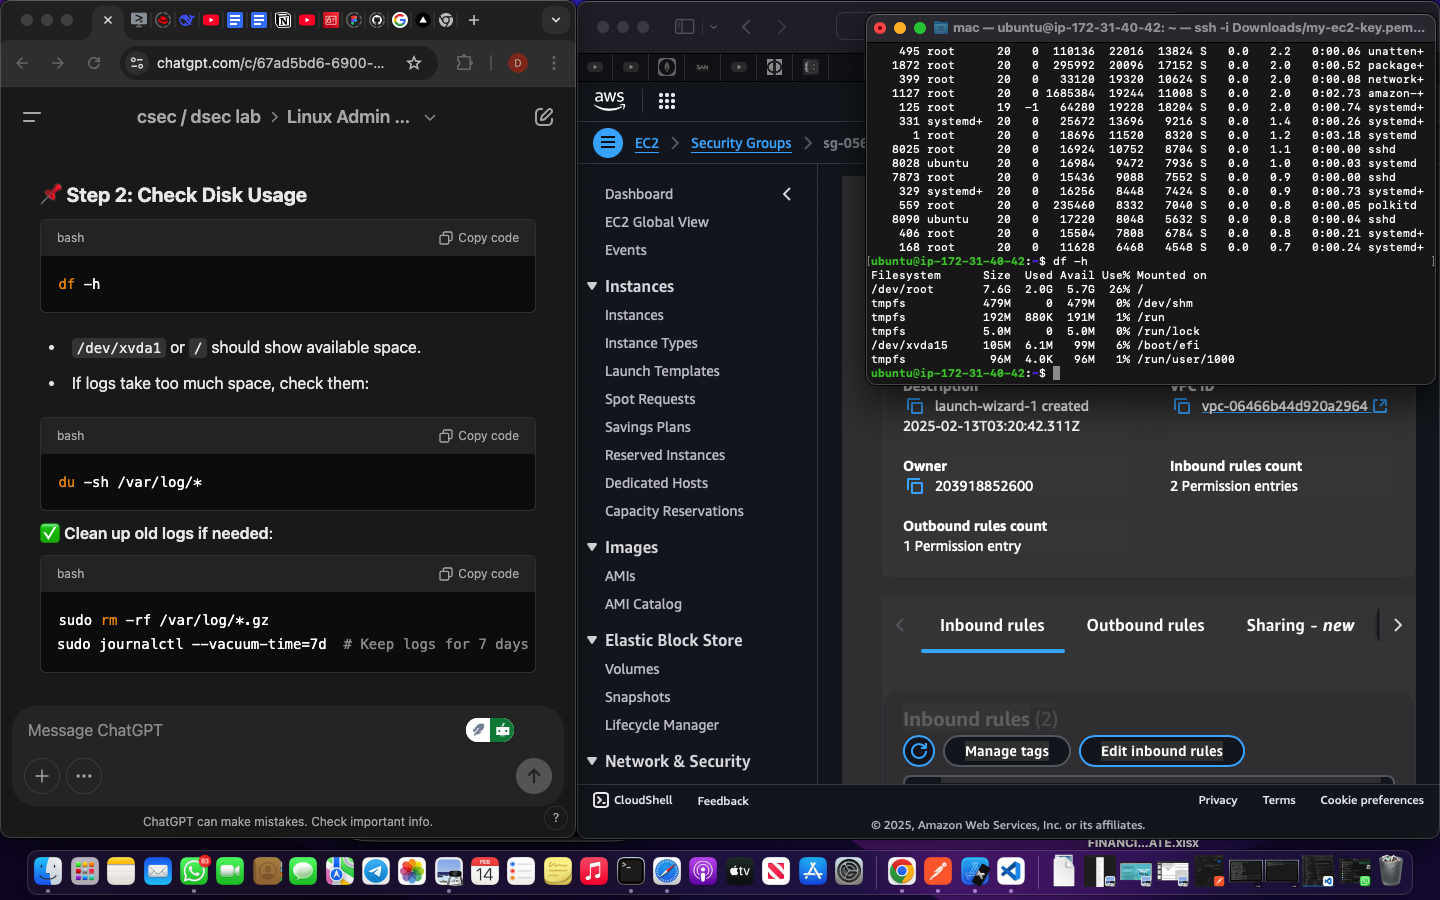 chatgpt.com/c/67ad5bd6-6900-...
D
csec / dsec lab > Linux Admin ...
📌 Step 2: Check Disk Usage
bash
Copy code
df -h
• /dev/xvda1 or / should show available space.
• If logs take too much space, check them:
bash
Copy code
du -sh /var/log/*
✅ Clean up old logs if needed:
bash
Copy code
sudo rm -rf /var/log/*.gz
sudo journalctl --vacuum-time=7d # Keep logs for 7 days
Message ChatGPT
ChatGPT can make mistakes. Check important info.
?
aws
EC2 > Security Groups > sg-056
Dashboard
EC2 Global View
Events
Instances
Instances
Instance Types
Launch Templates
Spot Requests
Savings Plans
Reserved Instances
Dedicated Hosts
Capacity Reservations
Images
AMIs
AMI Catalog
Elastic Block Store
Volumes
Snapshots
Lifecycle Manager
Network & Security
mac — ubuntu@ip-172-31-40-42: ~ — ssh -i Downloads/my-ec2-key.pem...
495 root 20 0 110136 22016 13824 S 0.0 2.2 0:00.06 unatten+
1872 root 20 0 295992 20096 17152 S 0.0 2.0 0:00.52 package+
399 root 20 0 33120 19320 10624 S 0.0 2.0 0:00.08 network+
1127 root 20 0 1685384 19244 11008 S 0.0 2.0 0:02.73 amazon-+
125 root 19 -1 64280 19228 18204 S 0.0 2.0 0:00.74 systemd+
331 systemd+ 20 0 25672 13696 9216 S 0.0 1.4 0:00.26 systemd+
1 root 20 0 18696 11520 8320 S 0.0 1.2 0:03.18 systemd
8025 root 20 0 16924 10752 8704 S 0.0 1.1 0:00.00 sshd
8028 ubuntu 20 0 16984 9472 7936 S 0.0 1.0 0:00.03 systemd
7873 root 20 0 15436 9088 7552 S 0.0 0.9 0:00.00 sshd
329 systemd+ 20 0 16256 8448 7424 S 0.0 0.9 0:00.73 systemd+
559 root 20 0 235460 8332 7040 S 0.0 0.8 0:00.05 polkitd
8090 ubuntu 20 0 17220 8048 5632 S 0.0 0.8 0:00.04 sshd
406 root 20 0 15504 7808 6784 S 0.0 0.8 0:00.21 systemd+
168 root 20 0 11628 6468 4548 S 0.0 0.7 0:00.24 systemd+
[ubuntu@ip-172-31-40-42:~$ df -h ]
Filesystem Size Used Avail Use% Mounted on
/dev/root 7.6G 2.0G 5.7G 26% /
tmpfs 479M 0 479M 0% /dev/shm
tmpfs 192M 880K 191M 1% /run
tmpfs 5.0M 0 5.0M 0% /run/lock
/dev/xvda15 105M 6.1M 99M 6% /boot/efi
tmpfs 96M 4.0K 96M 1% /run/user/1000
ubuntu@ip-172-31-40-42:~$
Description
VPC ID
launch-wizard-1 created
2025-02-13T03:20:42.311Z
vpc-06466b44d920a2964
Owner
203918852600
Inbound rules count
2 Permission entries
Outbound rules count
1 Permission entry
Inbound rules
Outbound rules
Sharing - new
Inbound rules (2)
Manage tags
Edit inbound rules
CloudShell
Feedback
Privacy
Terms
Cookie preferences
© 2025, Amazon Web Services, Inc. or its affiliates.
FINANCI...ATE.xlsx
83
FEB
14
tv